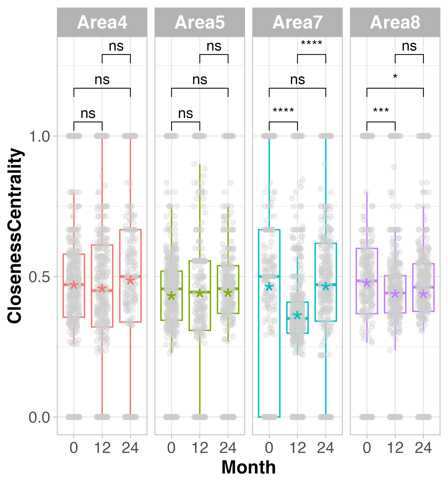 Area4 Area5 Area7 Area8
ns ns **** ns
ns ns ns *
ns ns **** ***
1.0
0.5
0.0
ClosenessCentrality
0 12 24 0 12 24 0 12 24 0 12 24
Month